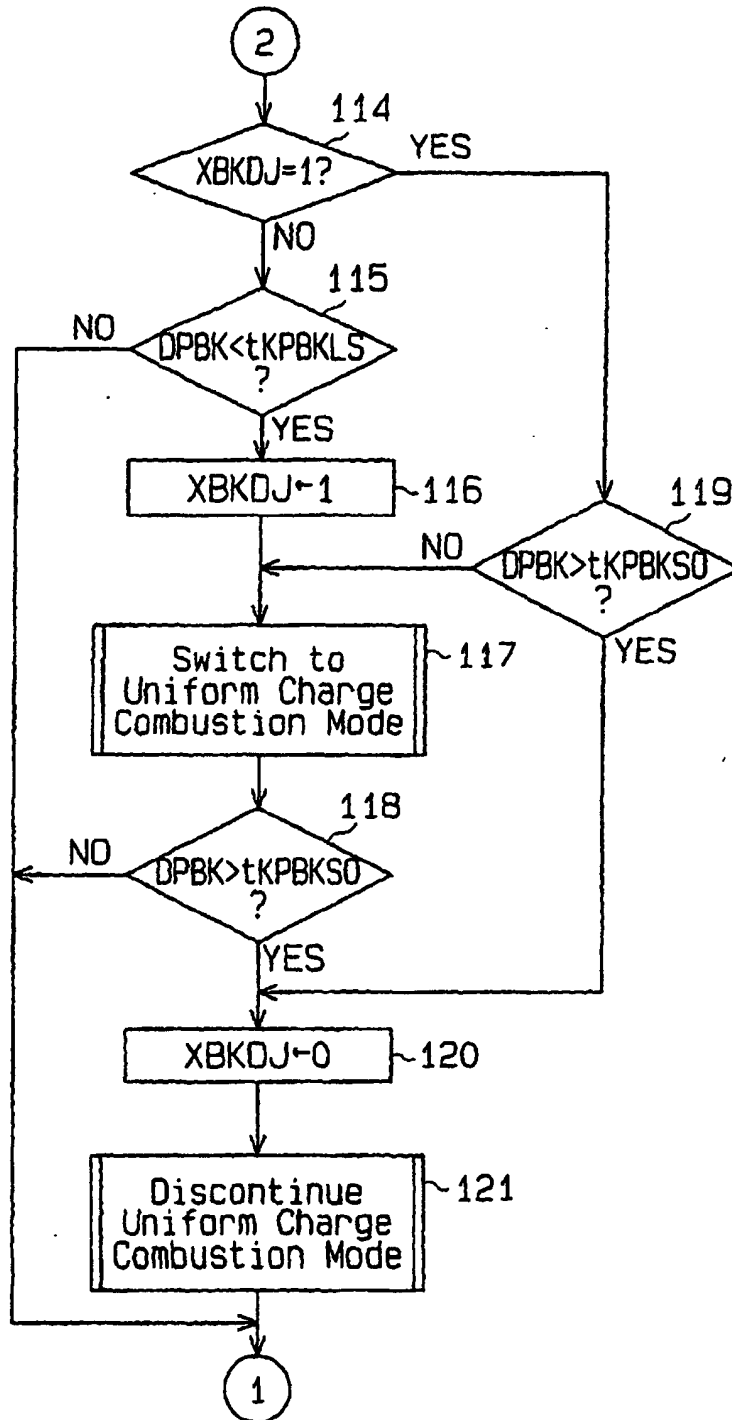 2
114
XBKDJ=1?
YES
NO
115
NO
DPBK<tKPBKLS
?
YES
XBKDJ←1
116
119
NO
DPBK>tKPBKSO
?
YES
Switch to
Uniform Charge
Combustion Mode
117
118
NO
DPBK>tKPBKSO
?
YES
XBKDJ←0
120
Discontinue
Uniform Charge
Combustion Mode
121
1